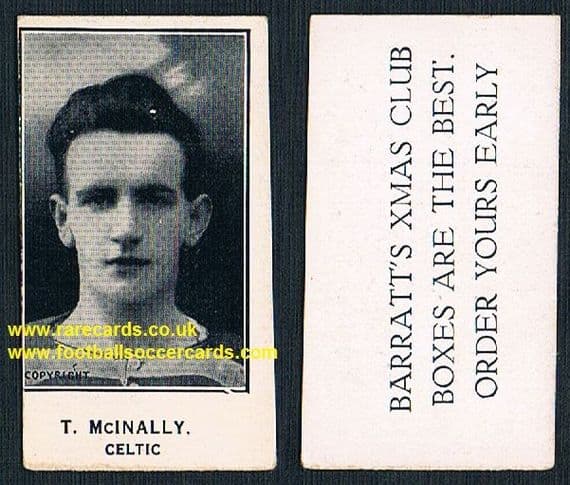 www.rarecards.co.uk
www.footballsoccercards.com
COPYRIGHT
T. McINALLY.
CELTIC
BARRATT'S XMAS CLUB
BOXES ARE THE BEST.
ORDER YOURS EARLY